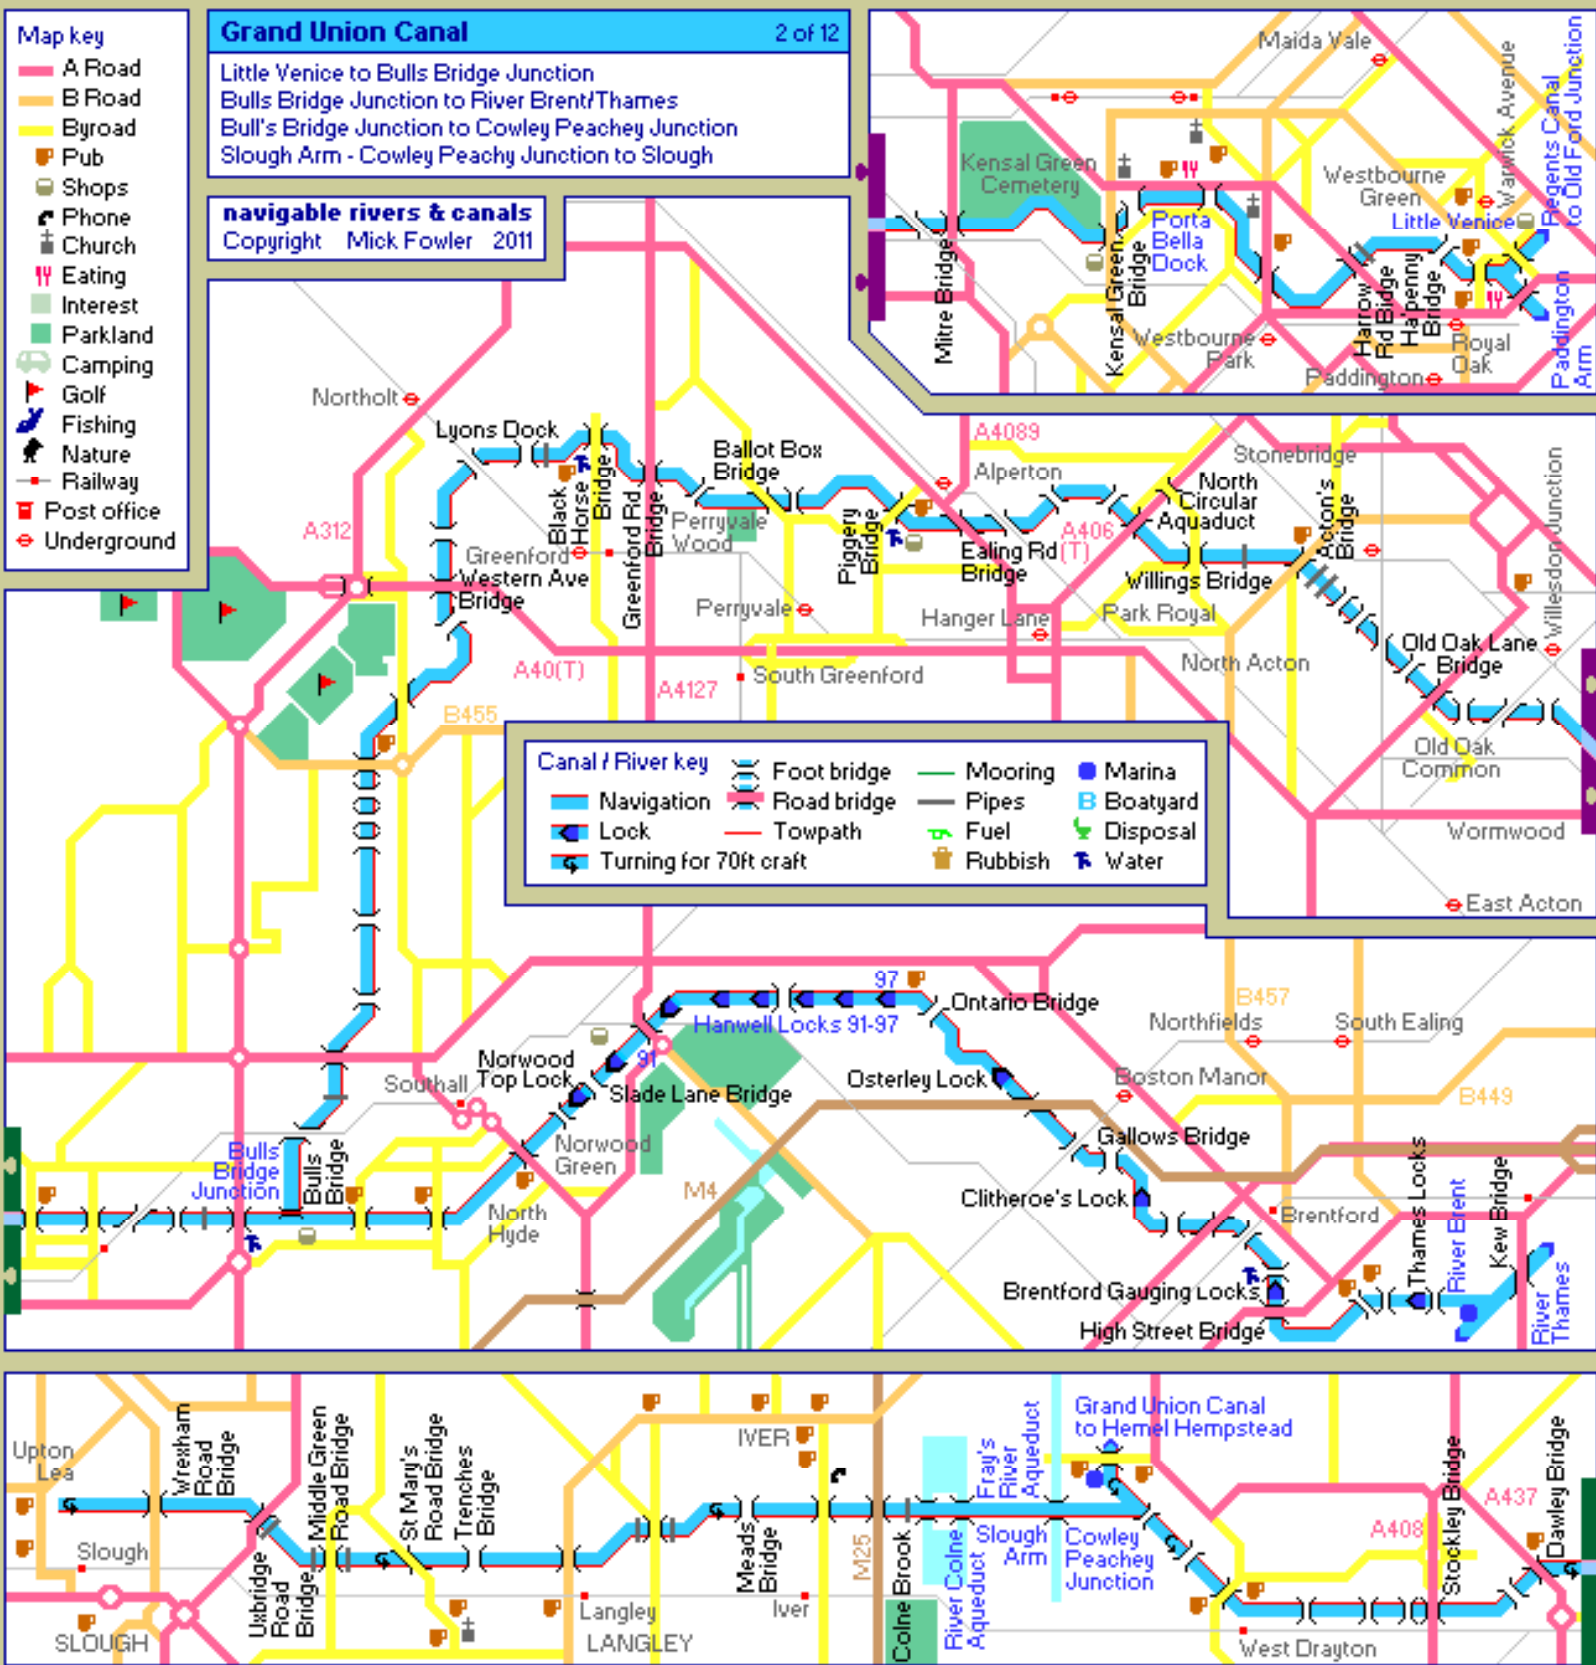 Map key
A Road
B Road
Byroad
Pub
Shops
Phone
Church
Eating
Interest
Parkland
Camping
Golf
Fishing
Nature
Railway
Post office
Underground
Grand Union Canal 2 of 12
Little Venice to Bulls Bridge Junction
Bulls Bridge Junction to River Brent/Thames
Bull's Bridge Junction to Cowley Peachey Junction
Slough Arm - Cowley Peachy Junction to Slough
navigable rivers & canals
Copyright Mick Fowler 2011
Maida Vale
Warwick Avenue
Regents Canal
to Old Ford Junction
Kensal Green
Cemetery
Westbourne
Green
Little Venice
Porta
Bella
Dock
Mitre Bridge
Kensal Green
Bridge
Harrow
Rd Bidge
Ha'penny
Bridge
Westbourne
Park
Royal
Oak
Paddington
Paddington
Arm
Northolt
Lyons Dock
A312
Black
Horse
Bridge
Greenford
Greenford Rd
Bridge
Western Ave
Bridge
Ballot Box
Bridge
Perryvale
Wood
Perryvale
Piggery
Bridge
A4089
Alperton
Ealing Rd
Bridge
A406
(T)
North
Circular
Aquaduct
Stonebridge
Acton's
Bridge
Willesdon Junction
Willings Bridge
Hanger Lane
Park Royal
North Acton
Old Oak Lane
Bridge
Old Oak
Common
Wormwood
East Acton
A40(T)
A4127
South Greenford
B455
Canal / River key
Navigation
Lock
Turning for 70ft craft
Foot bridge
Road bridge
Towpath
Mooring
Pipes
Fuel
Rubbish
Marina
B Boatyard
Disposal
Water
97
Hanwell Locks 91-97
91
Ontario Bridge
B457
Northfields
South Ealing
Norwood
Top Lock
Slade Lane Bridge
Southall
Osterley Lock
Boston Manor
B449
Norwood
Green
Gallows Bridge
Bulls
Bridge
Junction
Bulls
Bridge
M4
North
Hyde
Clitheroe's Lock
Brentford
Thames Locks
River Brent
Kew Bridge
River
Thames
Brentford Gauging Locks
High Street Bridge
Upton
Lea
Wrexham
Road
Bridge
Middle Green
Road Bridge
St Mary's
Road Bridge
Trenches
Bridge
IVER
Fray's
River
Aqueduct
Grand Union Canal
to Hemel Hempstead
Slough
Uxbridge
Road
Bridge
Meads
Bridge
M25
Colne Brook
River Colne
Aqueduct
Slough
Arm
Cowley
Peachey
Junction
A408
Stockley Bridge
A437
Dawley Bridge
SLOUGH
Langley
LANGLEY
Iver
West Drayton